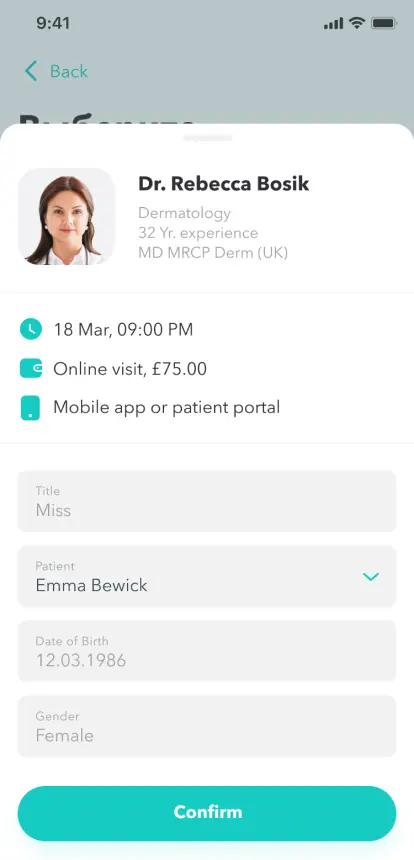 9:41
Back
Dr. Rebecca Bosik
Dermatology
32 Yr. experience
MD MRCP Derm (UK)
18 Mar, 09:00 PM
Online visit, £75.00
Mobile app or patient portal
Title
Miss
Patient
Emma Bewick
Date of Birth
12.03.1986
Gender
Female
Confirm